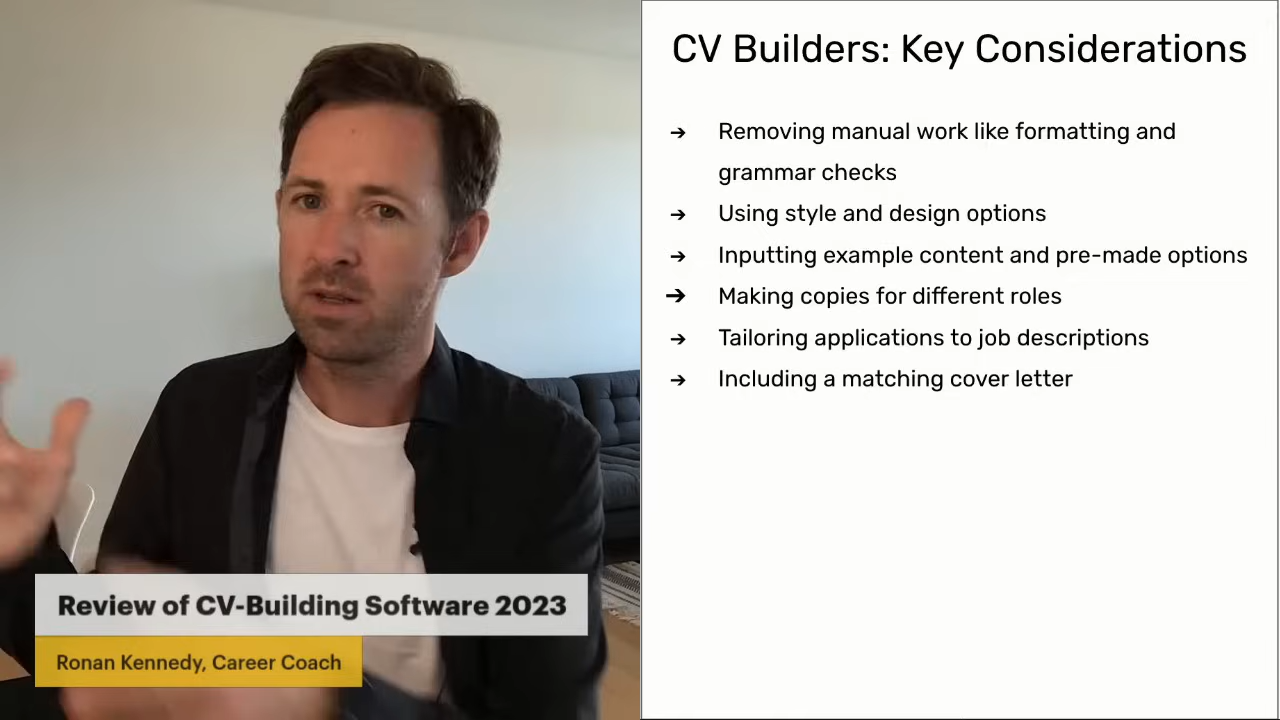 CV Builders: Key Considerations
→ Removing manual work like formatting and
grammar checks
→ Using style and design options
→ Inputting example content and pre-made options
→ Making copies for different roles
→ Tailoring applications to job descriptions
→ Including a matching cover letter
Review of CV-Building Software 2023
Ronan Kennedy, Career Coach